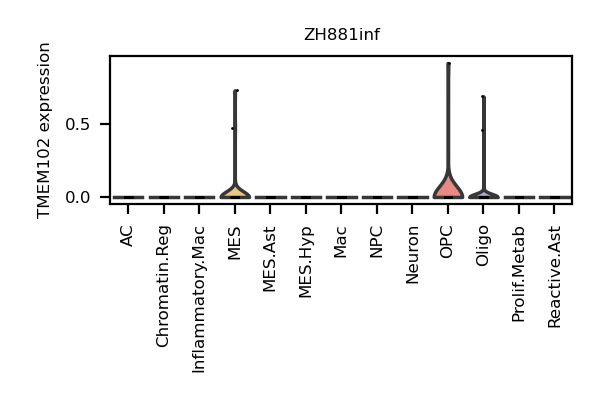 ZH881inf
TMEM102 expression
0.5
0.0
AC
Chromatin.Reg
Inflammatory.Mac
MES
MES.Ast
MES.Hyp
Mac
NPC
Neuron
OPC
Oligo
Prolif.Metab
Reactive.Ast